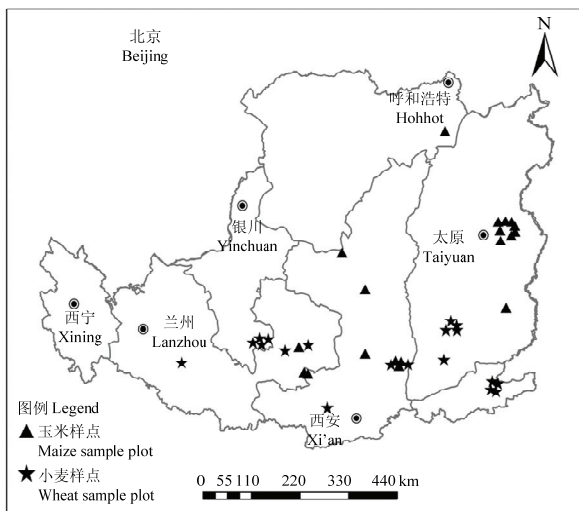 北京
Beijing
N
呼和浩特
Hohhot
银川
Yinchuan
太原
Taiyuan
西宁
Xining
兰州
Lanzhou
西安
Xi'an
图例 Legend
玉米样点
Maize sample plot
小麦样点
Wheat sample plot
0 55 110 220 330 440 km